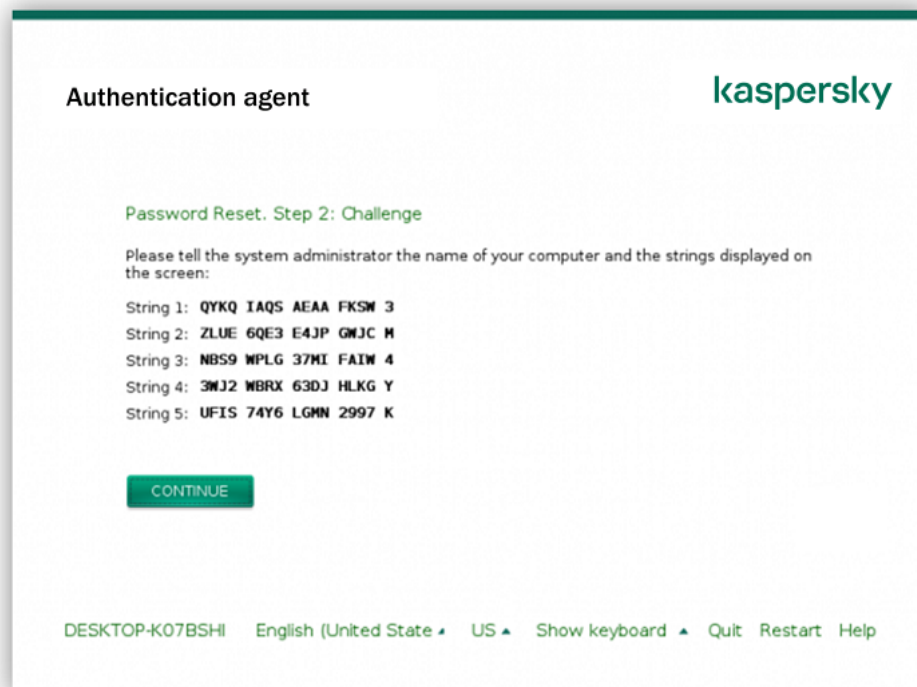 Authentication agent
kaspersky
Password Reset. Step 2: Challenge
Please tell the system administrator the name of your computer and the strings displayed on
the screen:
String 1: QYKQ IAQS AEAA FKSW 3
String 2: ZLUE 6QE3 E4JP GWJC M
String 3: NBS9 WPLG 37MI FAIW 4
String 4: 3WJ2 WBRX 63DJ HLKG Y
String 5: UFIS 74Y6 LGMN 2997 K
CONTINUE
DESKTOP-K07BSHI English (United State US Show keyboard Quit Restart Help